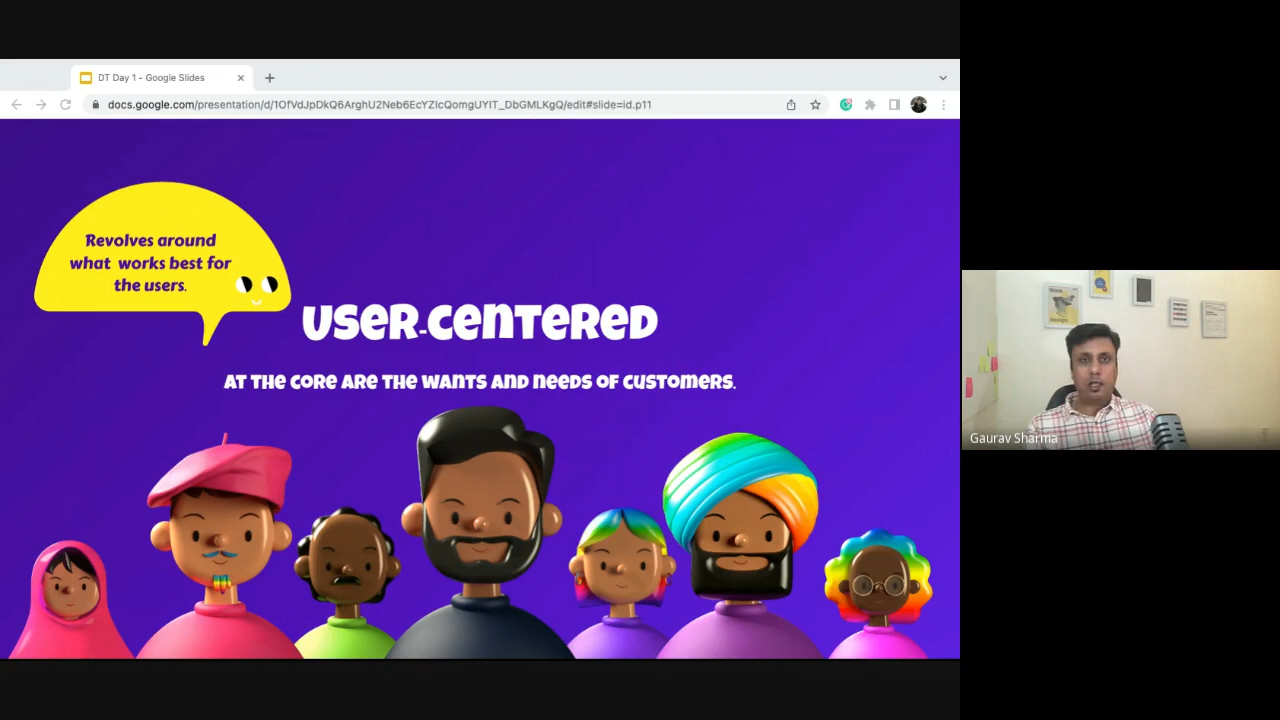 DT Day 1 - Google Slides
docs.google.com/presentation/d/1OfVdJpDkQ6ArghU2Neb6EcYZIcQomgUYIT_DbGMLKgQ/edit#slide=id.p11
Revolves around
what works best for
the users.
USER-CENTERED
AT THE CORE ARE THE WANTS AND NEEDS OF CUSTOMERS.
Gaurav Sharma